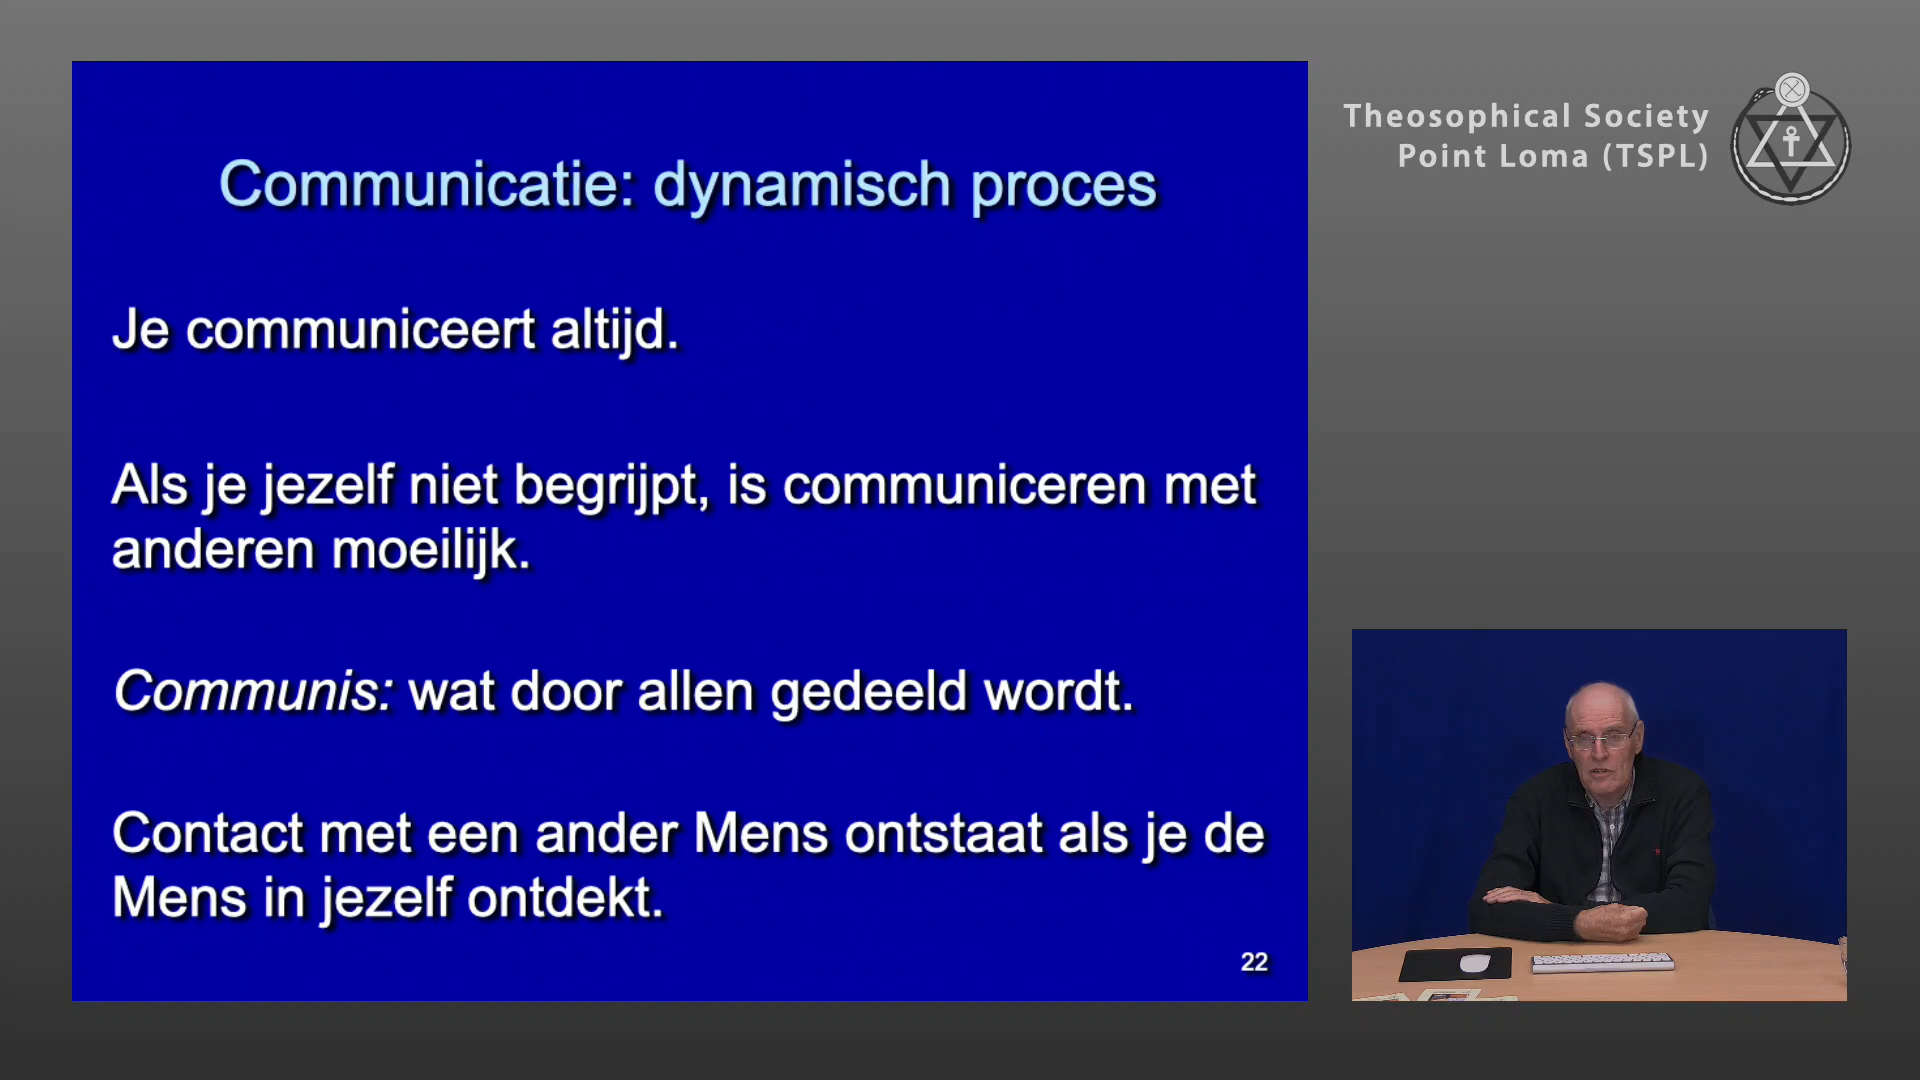 Communicatie: dynamisch proces
Je communiceert altijd.
Als je jezelf niet begrijpt, is communiceren met
anderen moeilijk.
Communis: wat door allen gedeeld wordt.
Contact met een ander Mens ontstaat als je de
Mens in jezelf ontdekt.
22
Theosophical Society
Point Loma (TSPL)